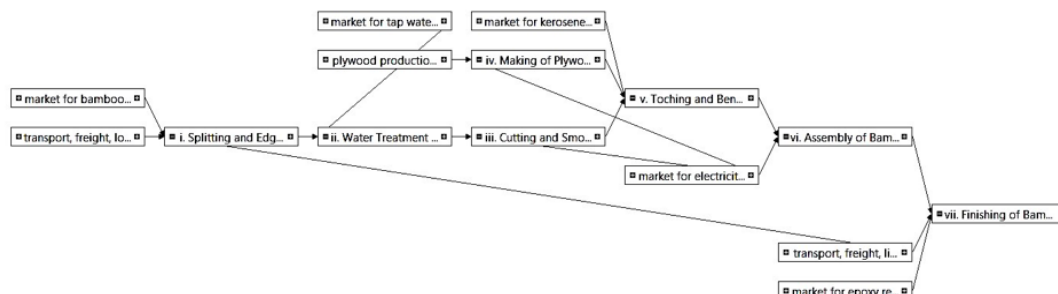 market for tap wate...
market for kerosene...
plywood productio...
iv. Making of Plywo...
market for bamboo...
v. Toching and Ben...
transport, freight, lo...
i. Splitting and Edg...
ii. Water Treatment ...
iii. Cutting and Smo...
vi. Assembly of Bam...
market for electricit...
vii. Finishing of Bam...
transport, freight, li...
market for epoxy re...